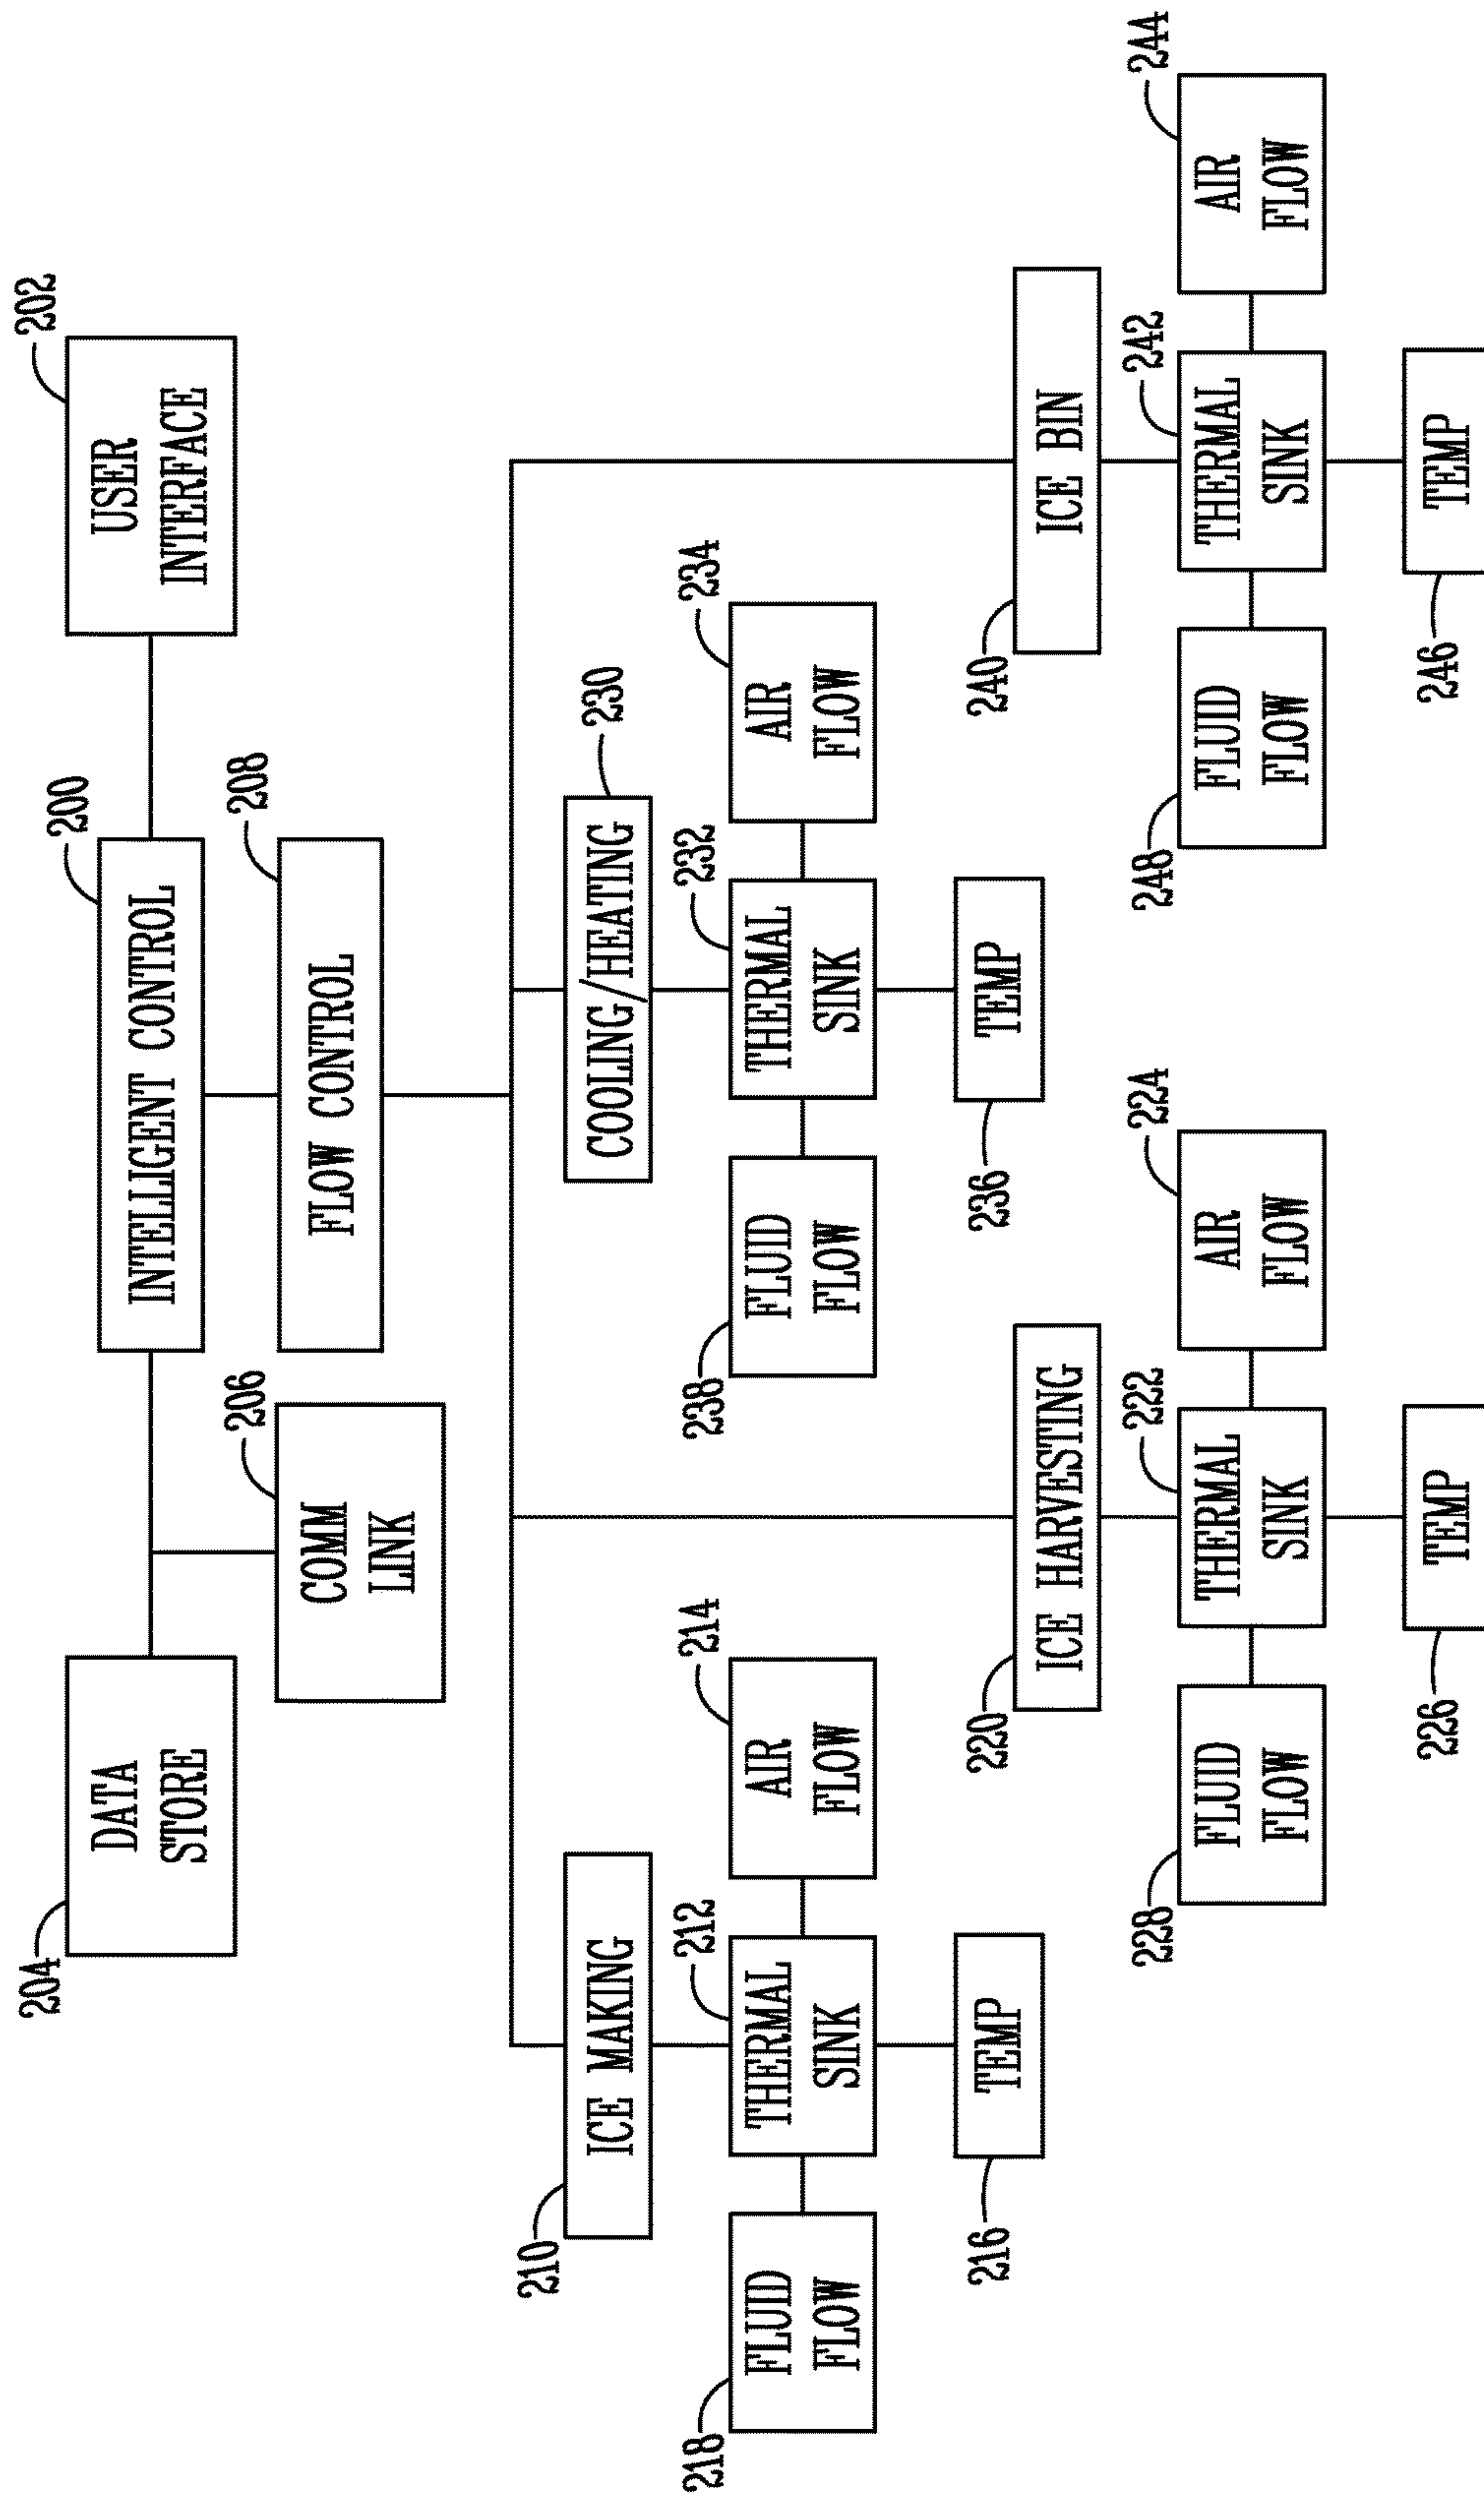 202
USER
INTERFACE
200
INTELLIGENT CONTROL
204
DATA
STORE
206
COMM
LINK
208
FLOW CONTROL
210
ICE MAKING
212
THERMAL
SINK
214
AIR
FLOW
218
FLUID
FLOW
216
TEMP
220
ICE HARVESTING
222
THERMAL
SINK
224
AIR
FLOW
228
FLUID
FLOW
226
TEMP
230
COOLING/HEATING
232
THERMAL
SINK
234
AIR
FLOW
238
FLUID
FLOW
236
TEMP
240
ICE BIN
242
THERMAL
SINK
244
AIR
FLOW
248
FLUID
FLOW
246
TEMP